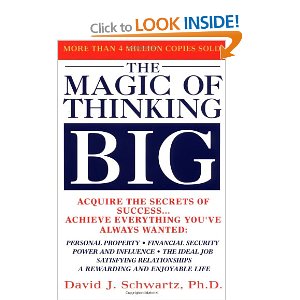 Click to LOOK INSIDE!
MORE THAN 4 MILLION COPIES SOLD
THE
MAGIC OF
THINKING
BIG
ACQUIRE THE SECRETS OF
SUCCESS...
ACHIEVE EVERYTHING YOU'VE
ALWAYS WANTED:
PERSONAL PROPERTY • FINANCIAL SECURITY
POWER AND INFLUENCE • THE IDEAL JOB
SATISFYING RELATIONSHIPS
A REWARDING AND ENJOYABLE LIFE
David J. Schwartz, Ph.D.